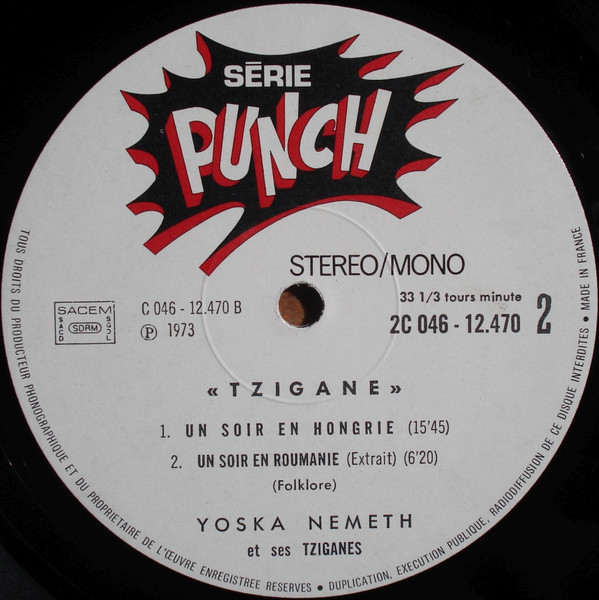 SÉRIE
PUNCH
STEREO/MONO
33 1/3 tours minute
2C 046 - 12.470 2
SACEM
SACD SDRM SGDL
C 046 - 12.470 B
Ⓟ 1973
« TZIGANE »
1. UN SOIR EN HONGRIE (15'45)
2. UN SOIR EN ROUMANIE (Extrait) (6'20)
(Folklore)
YOSKA NEMETH
et ses TZIGANES
TOUS DROITS DU PRODUCTEUR PHONOGRAPHIQUE ET DU PROPRIETAIRE DE L'ŒUVRE ENREGISTREE RESERVES • DUPLICATION, EXECUTION PUBLIQUE, RADIODIFFUSION DE CE DISQUE INTERDITES • MADE IN FRANCE